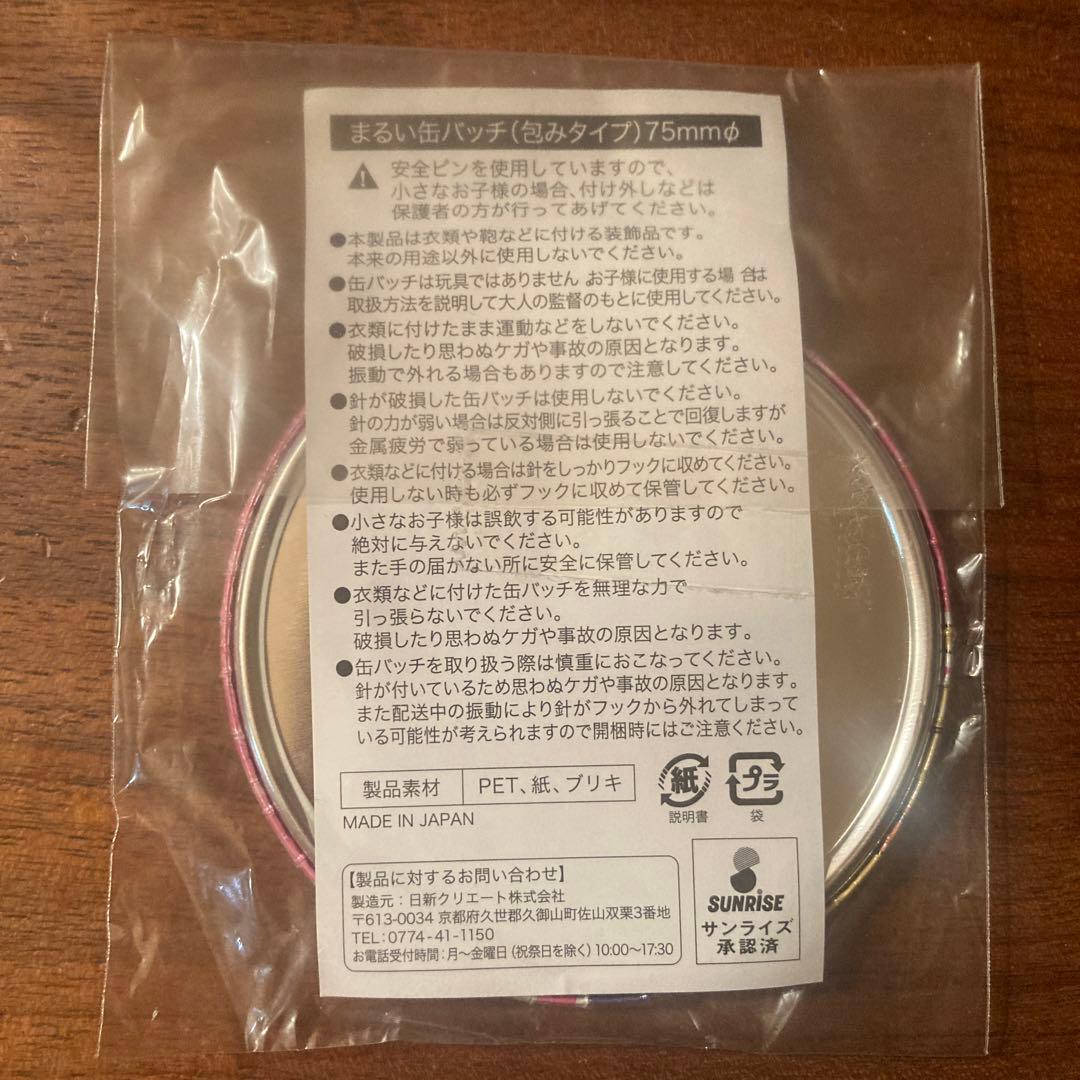 まるい缶バッチ(包みタイプ)75mmφ
安全ピンを使用していますので、
小さなお子様の場合、付け外しなどは
保護者の方が行ってあげてください。
●本製品は衣類や鞄などに付ける装飾品です。
本来の用途以外に使用しないでください。
●缶バッチは玩具ではありません。お子様に使用する場合は
取扱方法を説明して大人の監督のもとに使用してください。
●衣類に付けたまま運動などをしないでください。
破損したり思わぬケガや事故の原因となります。
振動で外れる場合もありますので注意してください。
●針が破損した缶バッチは使用しないでください。
針の力が弱い場合は反対側に引っ張ることで回復しますが
金属疲労で弱っている場合は使用しないでください。
●衣類などに付ける場合は針をしっかりフックに収めてください。
使用しない時も必ずフックに収めて保管してください。
●小さなお子様は誤飲する可能性がありますので
絶対に与えないでください。
また手の届かない所に安全に保管してください。
●衣類などに付けた缶バッチを無理な力で
引っ張らないでください。
破損したり思わぬケガや事故の原因となります。
●缶バッチを取り扱う際は慎重におこなってください。
針が付いているため思わぬケガや事故の原因となります。
また配送中の振動により針がフックから外れてしまって
いる可能性が考えられますので開梱時にはご注意ください。
製品素材 PET、紙、ブリキ
紙 プラ
説明書 袋
MADE IN JAPAN
【製品に対するお問い合わせ】
製造元：日新クリエート株式会社
〒613-0034 京都府久世郡久御山町佐山双栗3番地
TEL:0774-41-1150
お電話受付時間：月〜金曜日(祝祭日を除く)10:00〜17:30
SUNRISE
サンライズ
承認済